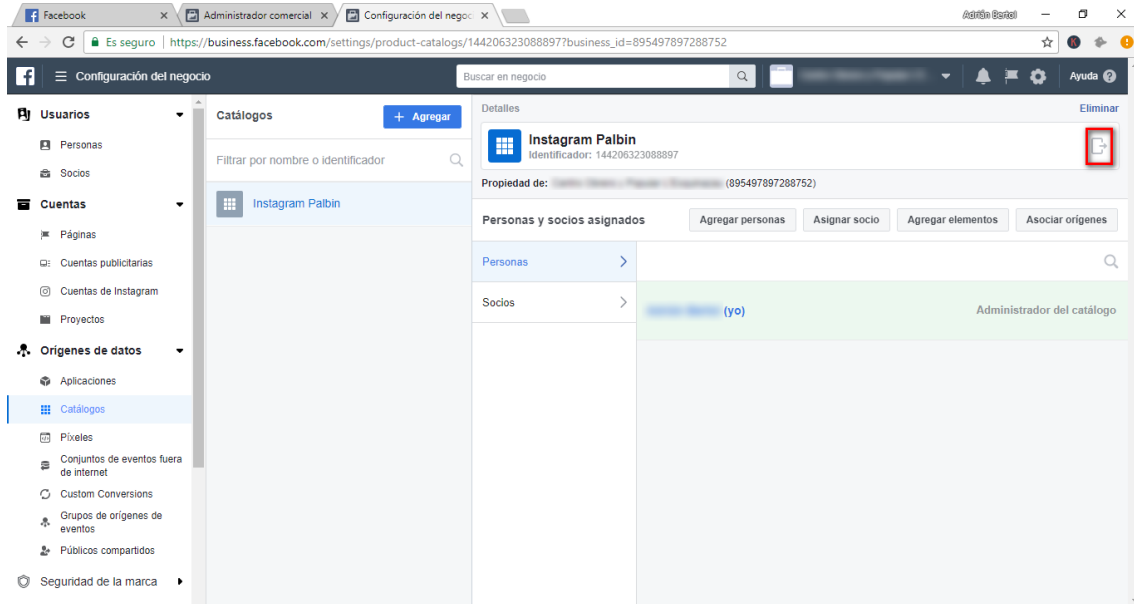 Facebook
Administrador comercial
Configuración del negoc
Adrián Bertol
Es seguro
https://business.facebook.com/settings/product-catalogs/144206323088897?business_id=895497897288752
Configuración del negocio
Buscar en negocio
Ayuda
Usuarios
Personas
Socios
Cuentas
Páginas
Cuentas publicitarias
Cuentas de Instagram
Proyectos
Orígenes de datos
Aplicaciones
Catálogos
Píxeles
Conjuntos de eventos fuera
de internet
Custom Conversions
Grupos de orígenes de
eventos
Públicos compartidos
Seguridad de la marca
Catálogos
+ Agregar
Filtrar por nombre o identificador
Instagram Palbin
Detalles
Eliminar
Instagram Palbin
Identificador: 144206323088897
Propiedad de: (895497897288752)
Personas y socios asignados
Agregar personas
Asignar socio
Agregar elementos
Asociar orígenes
Personas
Socios
(yo)
Administrador del catálogo